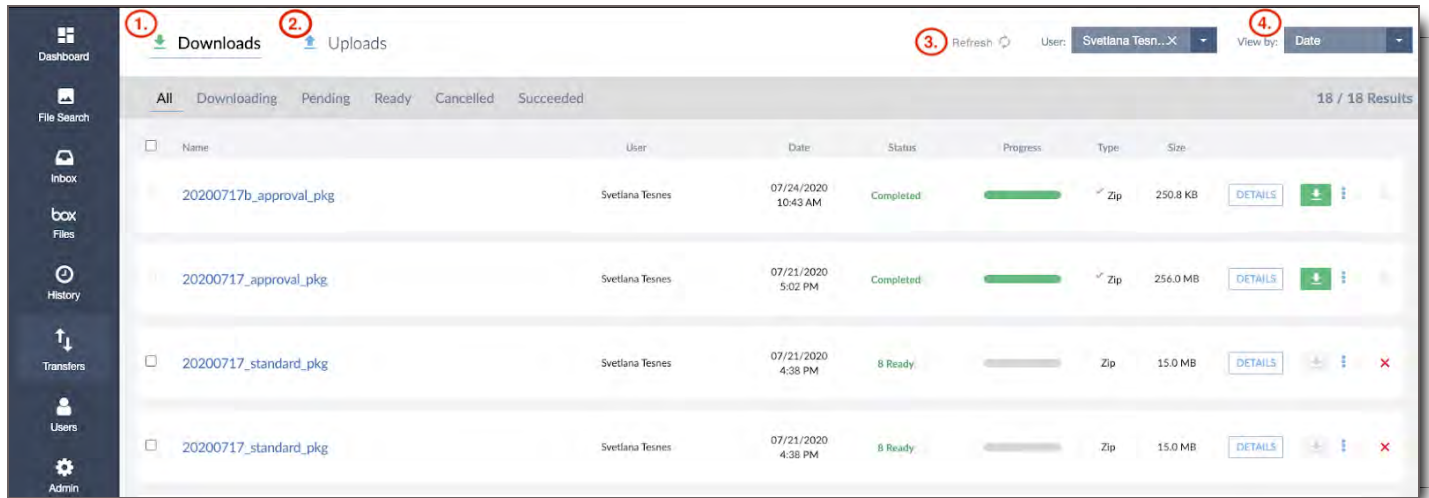 1. Downloads 2. Uploads 3. Refresh User: Svetlana Tesn..X 4. View by: Date
Dashboard
File Search
Inbox
box
Files
History
Transfers
Users
Admin
All Downloading Pending Ready Cancelled Succeeded 18 / 18 Results
Name User Date Status Progress Type Size
20200717b_approval_pkg Svetlana Tesnes 07/24/2020 Completed Zip 250.8 KB DETAILS
10:43 AM
20200717_approval_pkg Svetlana Tesnes 07/21/2020 Completed Zip 256.0 MB DETAILS
5:02 PM
20200717_standard_pkg Svetlana Tesnes 07/21/2020 8 Ready Zip 15.0 MB DETAILS
4:38 PM
20200717_standard_pkg Svetlana Tesnes 07/21/2020 8 Ready Zip 15.0 MB DETAILS
4:38 PM